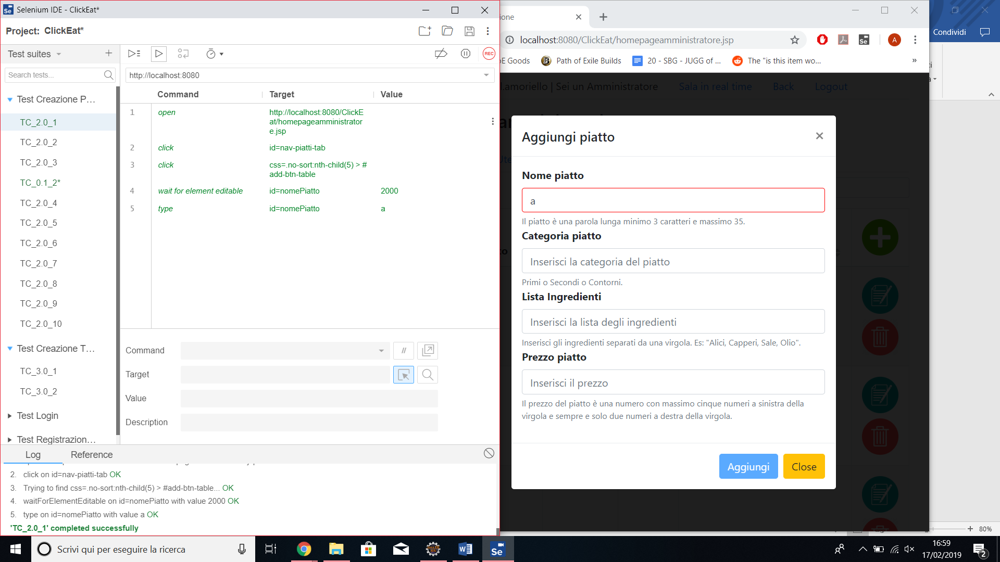 Selenium IDE - ClickEat*
Project: ClickEat*
Test suites
Search tests...
Test Creazione P...
TC_2.0_1
TC_2.0_2
TC_2.0_3
TC_0.1_2*
TC_2.0_4
TC_2.0_5
TC_2.0_6
TC_2.0_7
TC_2.0_8
TC_2.0_9
TC_2.0_10
Test Creazione T...
TC_3.0_1
TC_3.0_2
Test Login
Test Registrazion...
REC
http://localhost:8080
Command Target Value
1 open http://localhost:8080/ClickE
at/homepageamministrator
e.jsp
2 click id=nav-piatti-tab
3 click css=.no-sort:nth-child(5) > #
add-btn-table
4 wait for element editable id=nomePiatto 2000
5 type id=nomePiatto a
Command
//
Target
Value
Description
Log Reference
2. click on id=nav-piatti-tab OK
3. Trying to find css=.no-sort:nth-child(5) > #add-btn-table... OK
4. waitForElementEditable on id=nomePiatto with value 2000 OK
5. type on id=nomePiatto with value a OK
'TC_2.0_1' completed successfully
ione
localhost:8080/ClickEat/homepageamministratore.jsp
A
Goods
Path of Exile Builds
20 - SBG - JUGG of ...
The "is this item wo...
»
l.amoriello | Sei un Amministratore
Sala in real time
Back
Logout
Aggiungi piatto
×
Nome piatto
a
Il piatto è una parola lunga minimo 3 caratteri e massimo 35.
Categoria piatto
Inserisci la categoria del piatto
Primi o Secondi o Contorni.
Lista Ingredienti
Inserisci la lista degli ingredienti
Inserisci gli ingredienti separati da una virgola. Es: "Alici, Capperi, Sale, Olio".
Prezzo piatto
Inserisci il prezzo
Il prezzo del piatto è una numero con massimo cinque numeri a sinistra della
virgola e sempre e solo due numeri a destra della virgola.
Aggiungi
Close
Condividi
80%
Scrivi qui per eseguire la ricerca
Se
16:59
17/02/2019
2